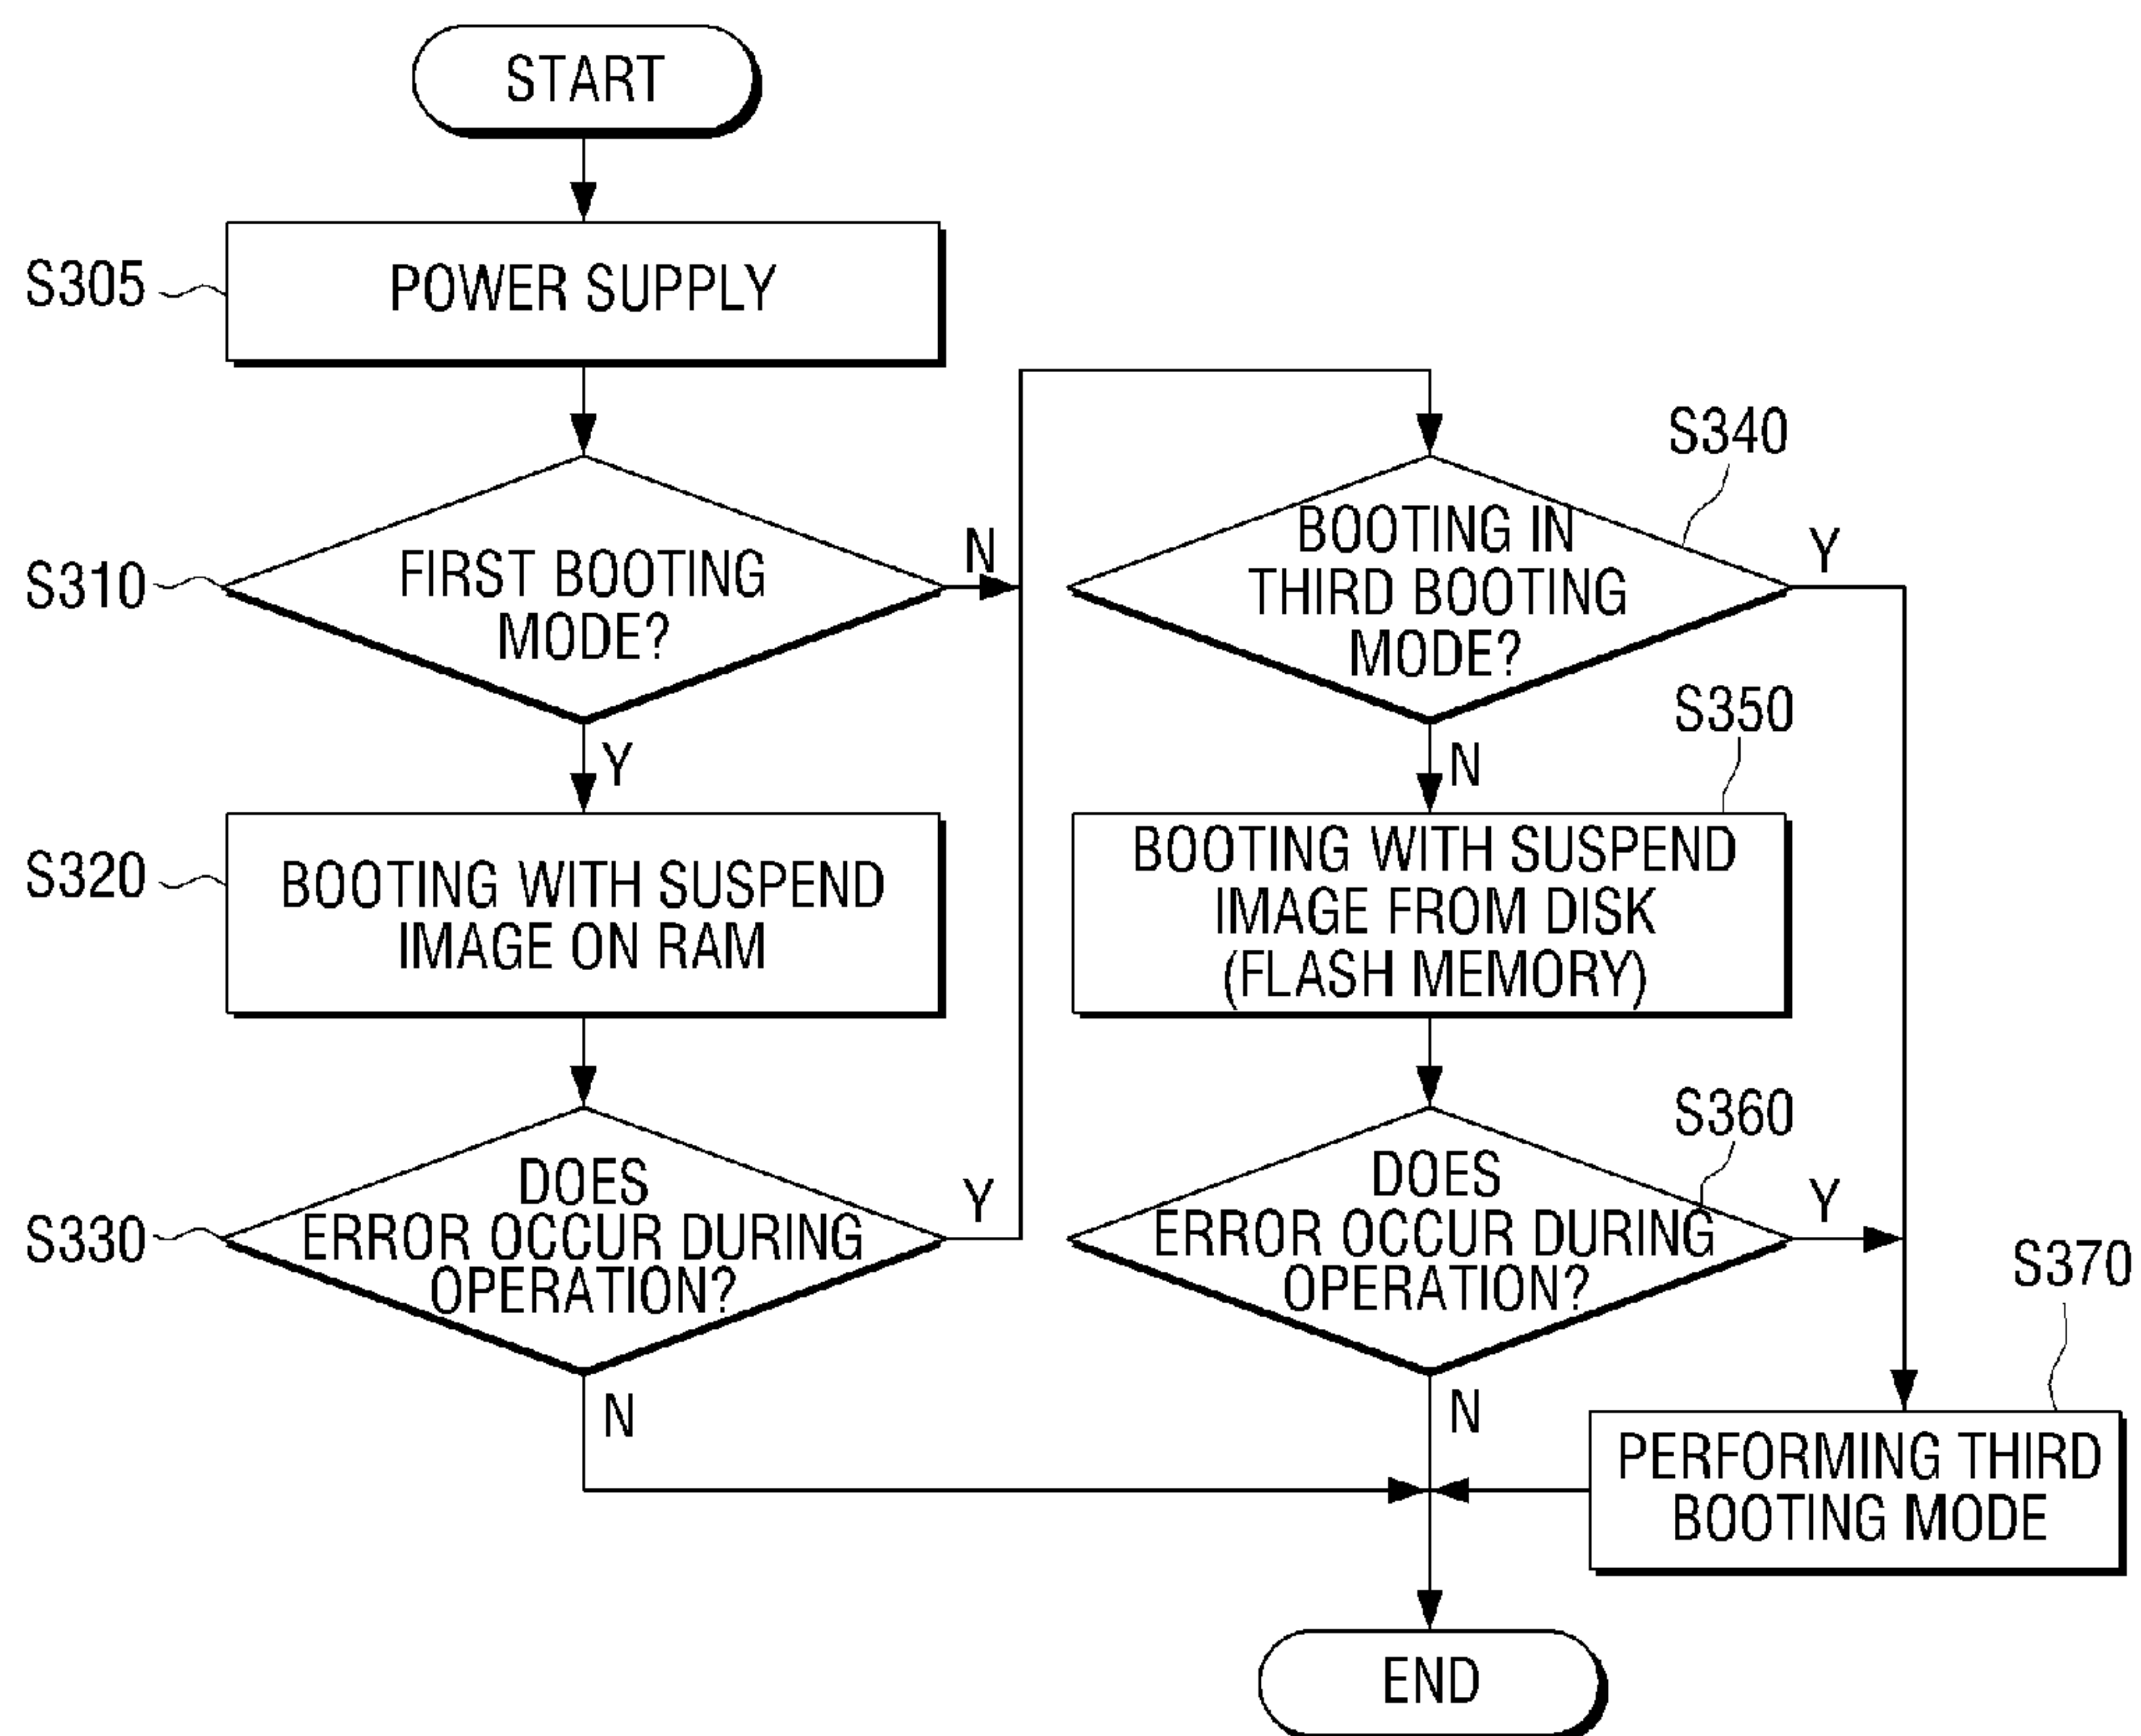 START
S305
POWER SUPPLY
S310
FIRST BOOTING
MODE?
N
Y
S320
BOOTING WITH SUSPEND
IMAGE ON RAM
S330
DOES
ERROR OCCUR DURING
OPERATION?
Y
N
S340
BOOTING IN
THIRD BOOTING
MODE?
Y
N
S350
BOOTING WITH SUSPEND
IMAGE FROM DISK
(FLASH MEMORY)
S360
DOES
ERROR OCCUR DURING
OPERATION?
Y
N
S370
PERFORMING THIRD
BOOTING MODE
END